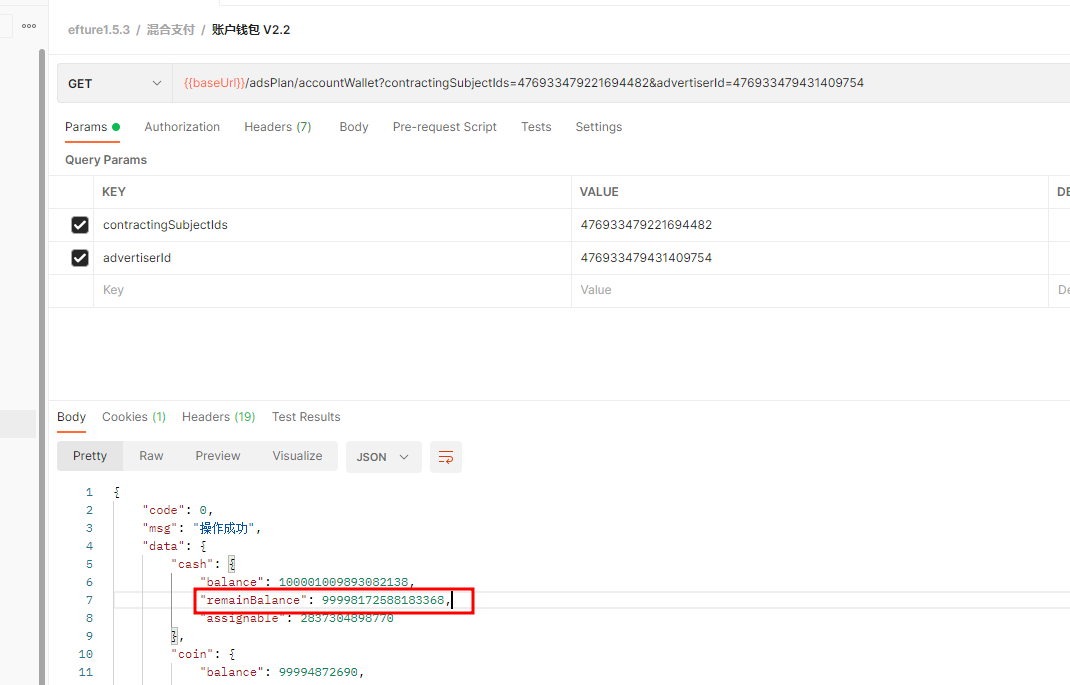 efture1.5.3 / 混合支付 / 账户钱包 V2.2
GET {{baseUrl}}/adsPlan/accountWallet?contractingSubjectIds=476933479221694482&advertiserId=476933479431409754
Params Authorization Headers (7) Body Pre-request Script Tests Settings
Query Params
KEY VALUE DE
contractingSubjectIds 476933479221694482
advertiserId 476933479431409754
Key Value De
Body Cookies (1) Headers (19) Test Results
Pretty Raw Preview Visualize JSON
1 {
2 "code": 0,
3 "msg": "操作成功",
4 "data": {
5 "cash": {
6 "balance": 100001009893082138,
7 "remainBalance": 99998172588183368,
8 "assignable": 2837304898770
9 },
10 "coin": {
11 "balance": 99994872690,